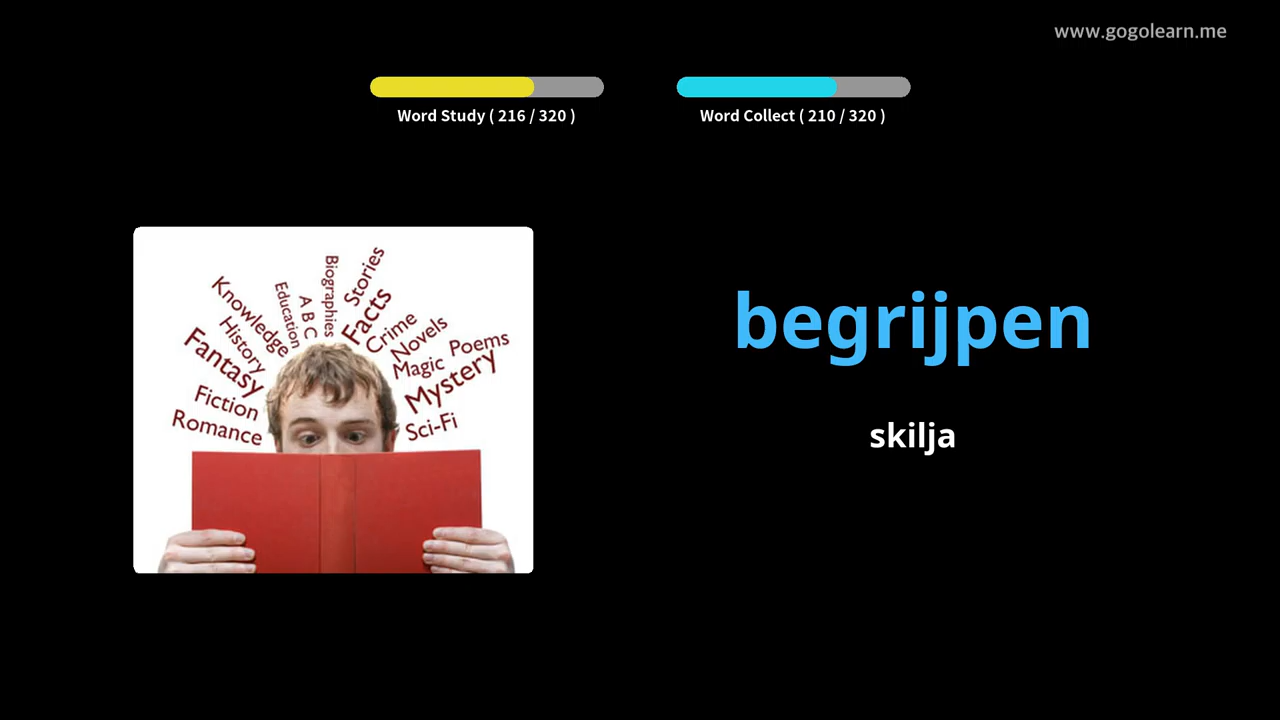 www.gogolearn.me
Word Study ( 216 / 320 )
Word Collect ( 210 / 320 )
Biographies
Stories
Education
A B C
Facts
Knowledge
Crime
History
Novels
Poems
Fantasy
Magic
Mystery
Fiction
Romance
Sci-Fi
begrijpen
skilja